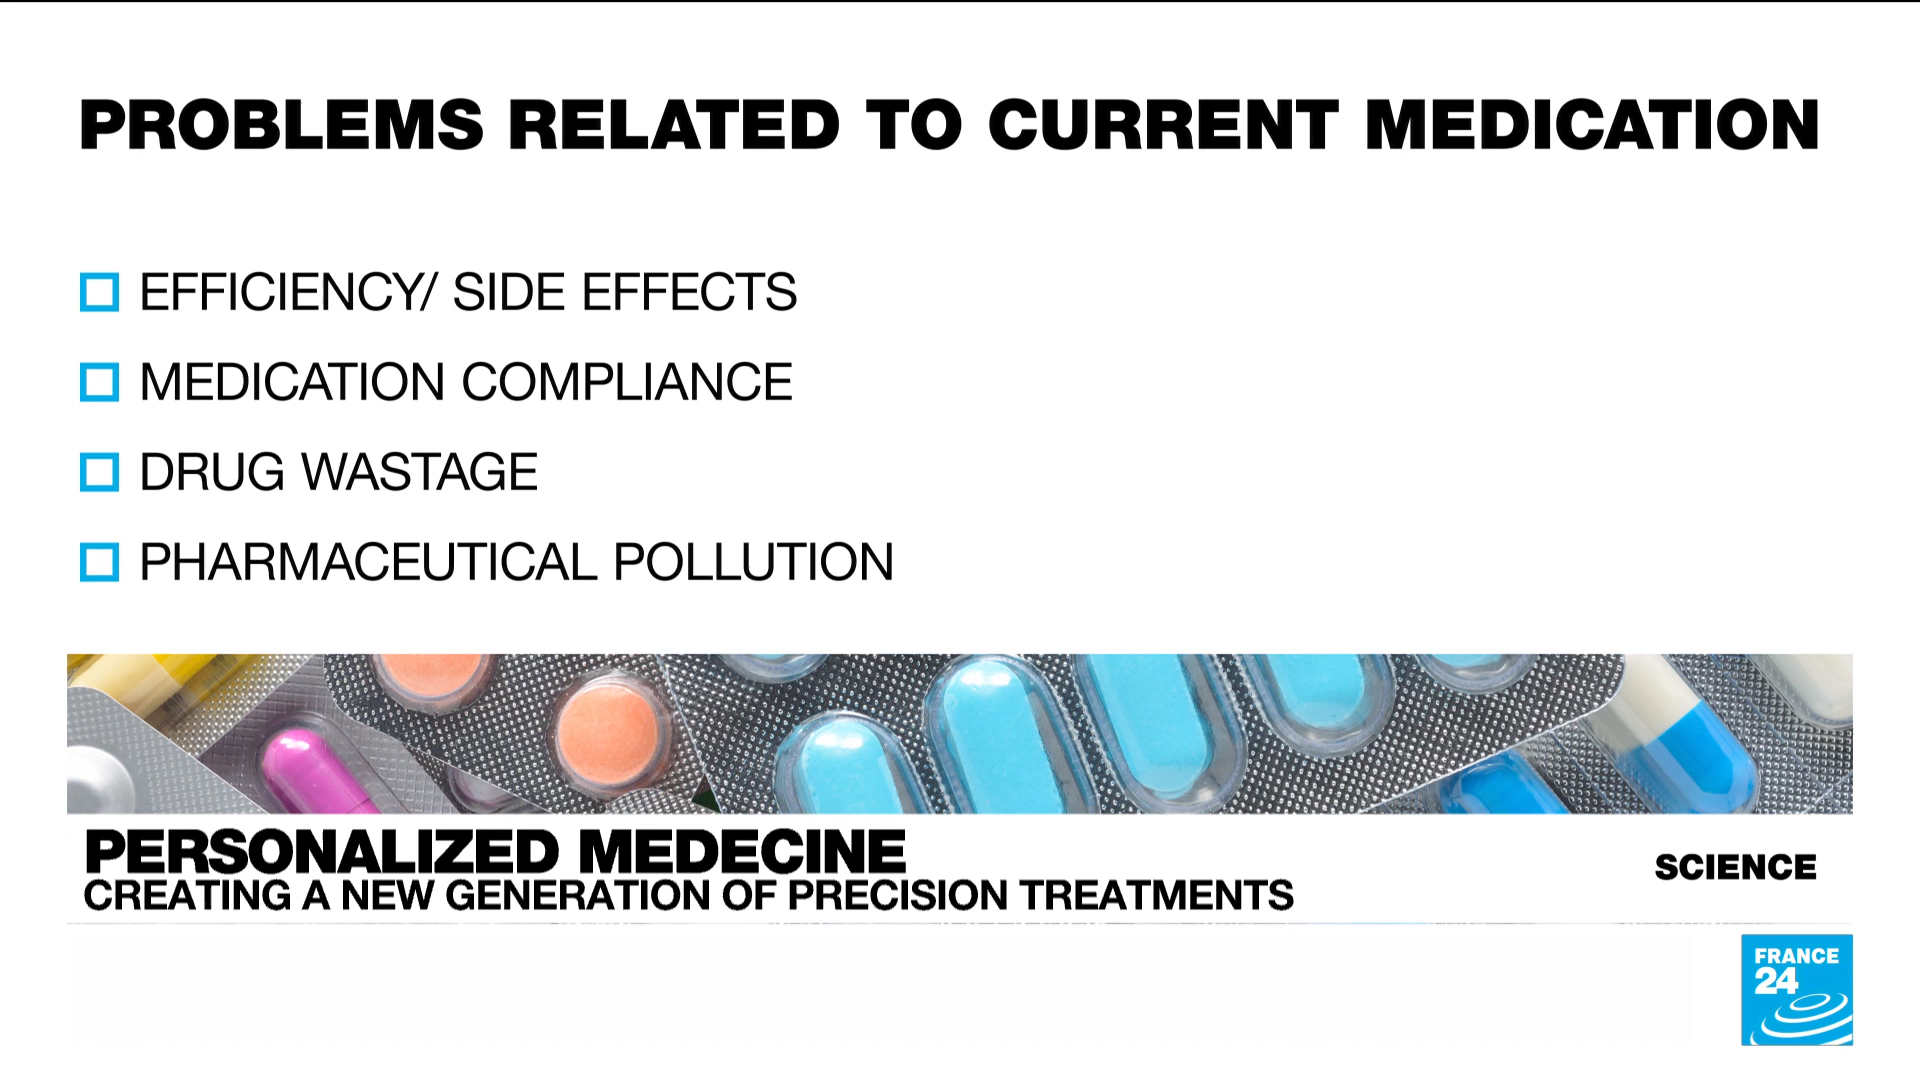 PROBLEMS RELATED TO CURRENT MEDICATION
EFFICIENCY/ SIDE EFFECTS
MEDICATION COMPLIANCE
DRUG WASTAGE
PHARMACEUTICAL POLLUTION
PERSONALIZED MEDECINE
CREATING A NEW GENERATION OF PRECISION TREATMENTS
SCIENCE
FRANCE
24